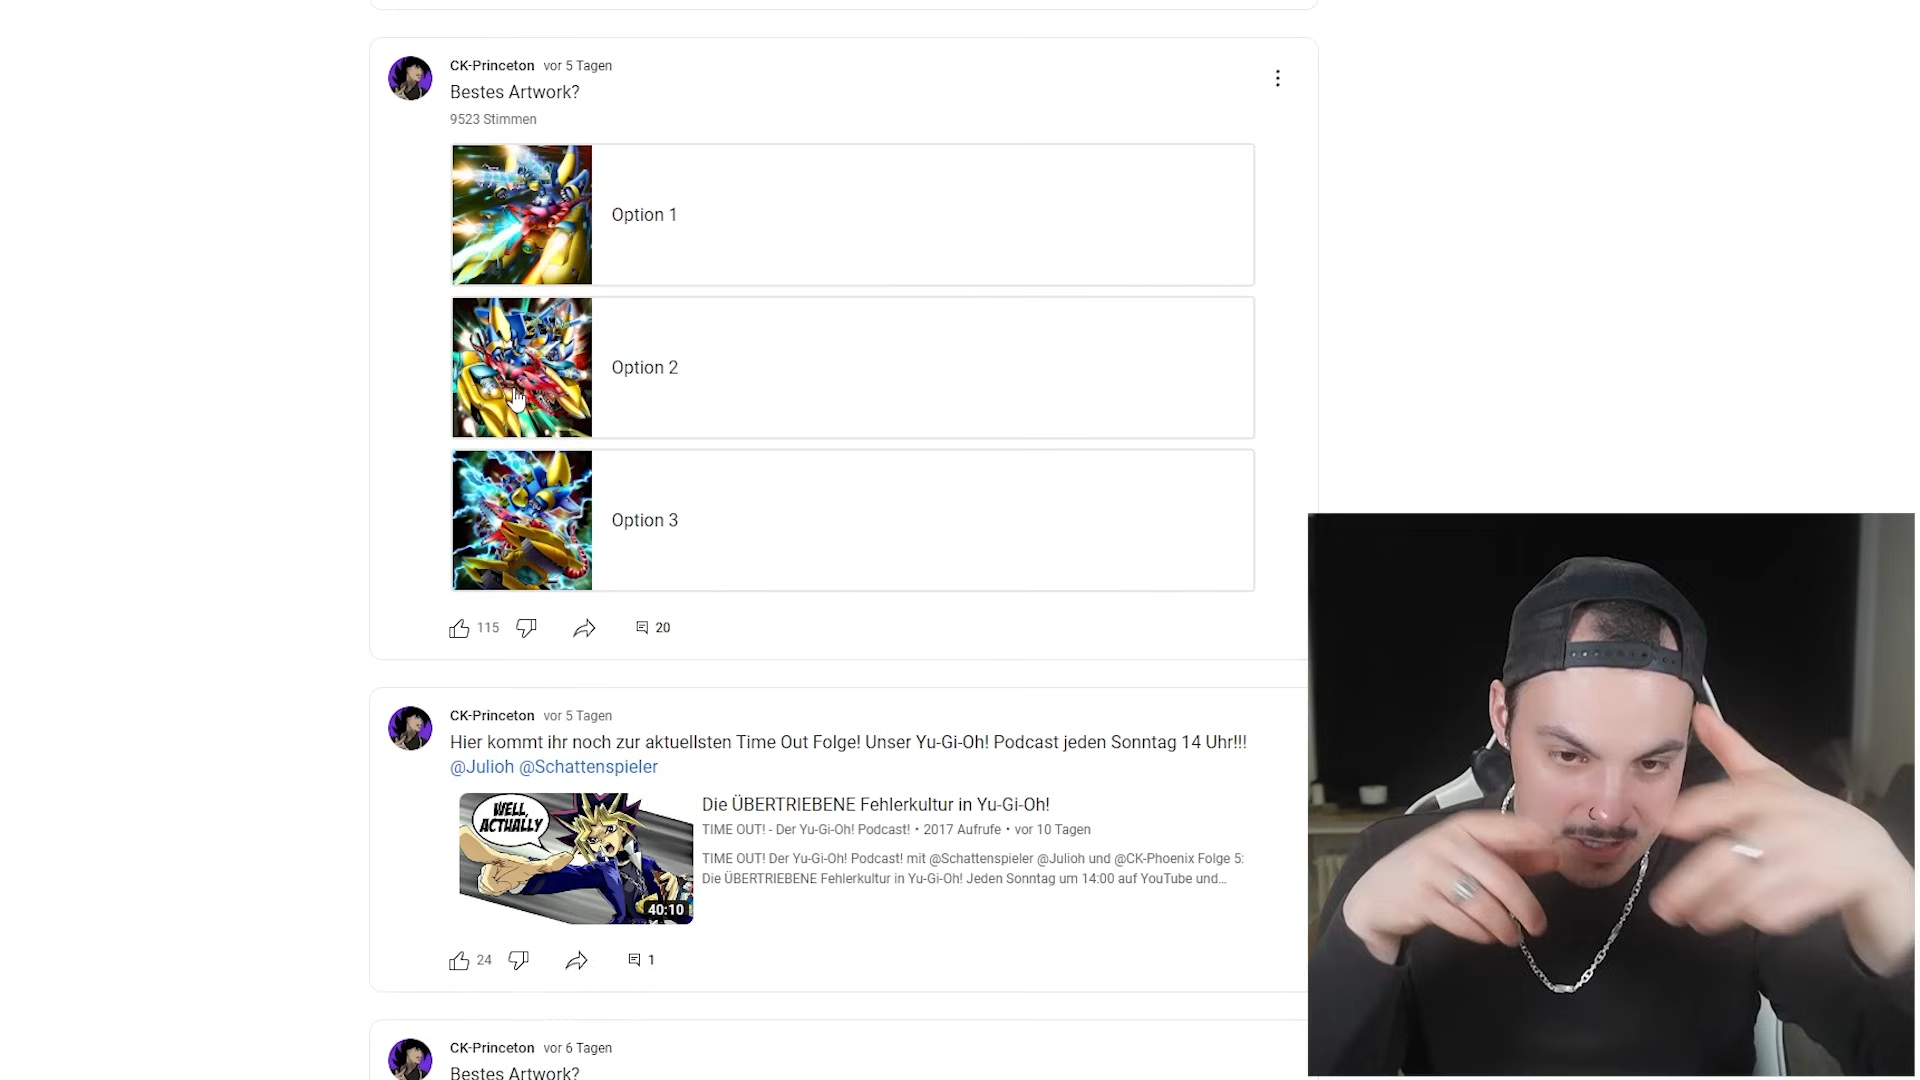 CK-Princeton vor 5 Tagen
Bestes Artwork?
9523 Stimmen
Option 1
Option 2
Option 3
115
20
CK-Princeton vor 5 Tagen
Hier kommt ihr noch zur aktuellsten Time Out Folge! Unser Yu-Gi-Oh! Podcast jeden Sonntag 14 Uhr!!!
@Julioh @Schattenspieler
WELL,
ACTUALLY
40:10
Die ÜBERTRIEBENE Fehlerkultur in Yu-Gi-Oh!
TIME OUT! - Der Yu-Gi-Oh! Podcast! • 2017 Aufrufe • vor 10 Tagen
TIME OUT! Der Yu-Gi-Oh! Podcast! mit @Schattenspieler @Julioh und @CK-Phoenix Folge 5:
Die ÜBERTRIEBENE Fehlerkultur in Yu-Gi-Oh! Jeden Sonntag um 14:00 auf YouTube und...
24
1
CK-Princeton vor 6 Tagen
Bestes Artwork?